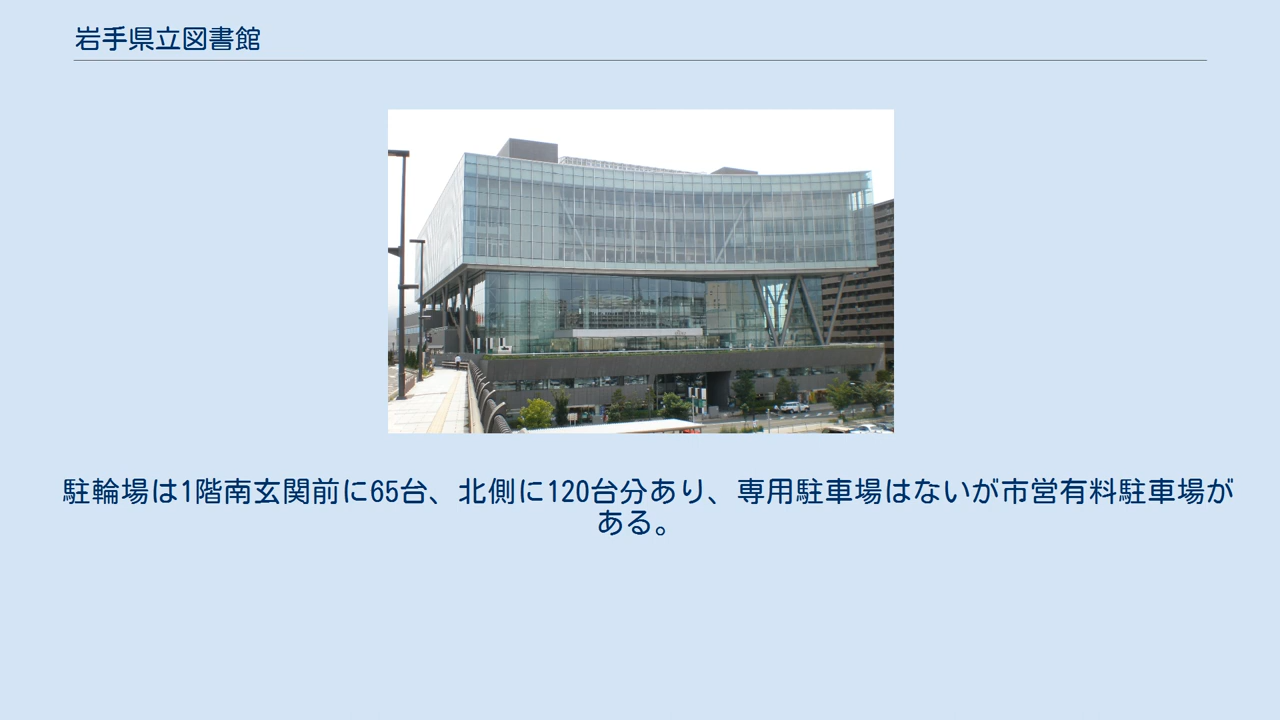 岩手県立図書館
駐輪場は1階南玄関前に65台、北側に120台分あり、専用駐車場はないが市営有料駐車場が
ある。